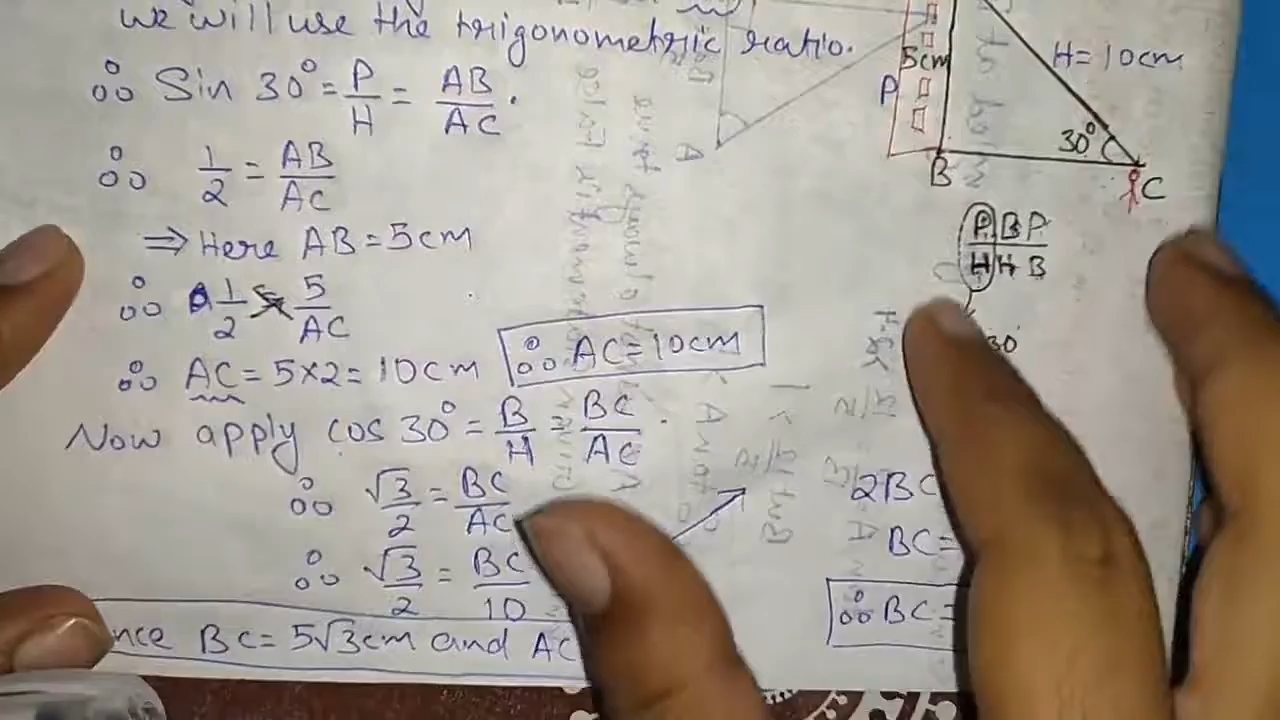 we will use the trigonometric ratio.
∴ Sin 30° = P/H = AB/AC.
∴ 1/2 = AB/AC
⇒ Here AB = 5cm
∴ 1/2 = 5/AC
∴ AC = 5×2 = 10cm
∴ AC = 10cm
Now apply cos 30° = B/H = BC/AC.
∴ √3/2 = BC/AC
∴ √3/2 = BC/10
nce BC = 5√3cm and AC
5cm
H = 10cm
P
30°
B
C
P B P
H H B
30°
2BC
BC=
∴ BC=